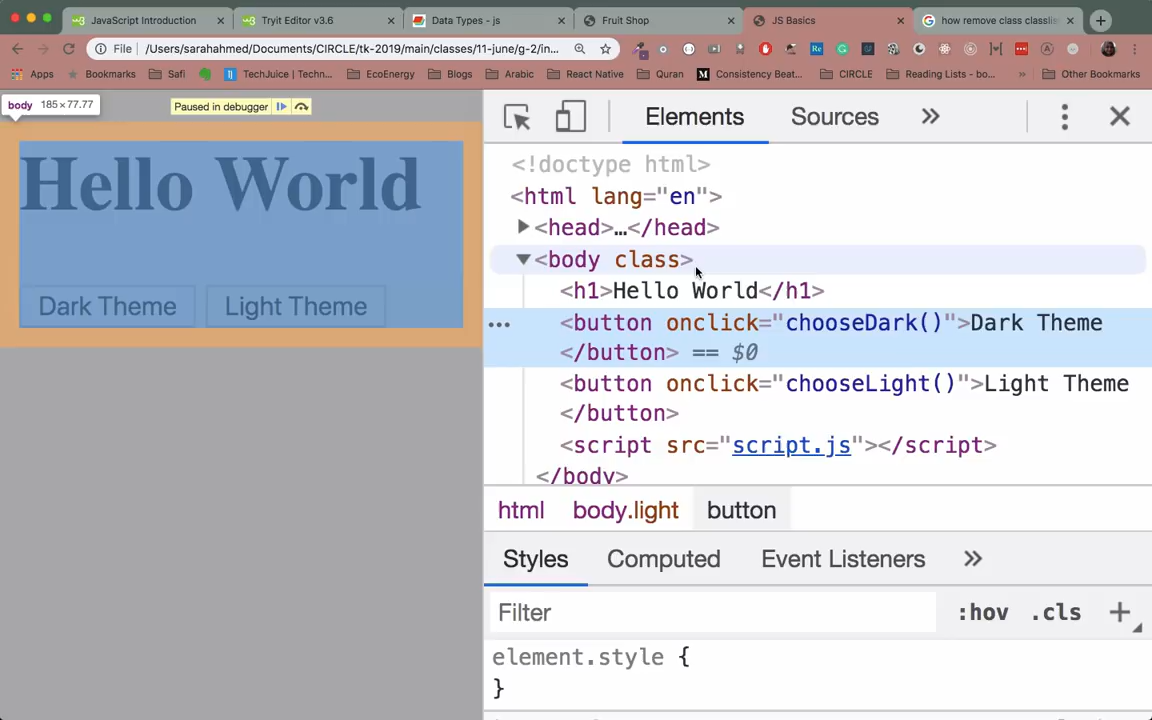 JavaScript Introduction
Tryit Editor v3.6
Data Types - js
Fruit Shop
JS Basics
how remove class classlis
File
/Users/sarahahmed/Documents/CIRCLE/tk-2019/main/classes/11-june/g-2/in...
Apps
Bookmarks
Safi
TechJuice | Techn...
EcoEnergy
Blogs
Arabic
React Native
Quran
Consistency Beat...
CIRCLE
Reading Lists - bo...
»
Other Bookmarks
body 185 × 77.77
Paused in debugger
Hello World
Dark Theme
Light Theme
Elements
Sources
»
<!doctype html>
<html lang="en">
<head>…</head>
<body class>
<h1>Hello World</h1>
<button onclick="chooseDark()">Dark Theme
</button> == $0
<button onclick="chooseLight()">Light Theme
</button>
<script src="script.js"></script>
</body>
html
body.light
button
Styles
Computed
Event Listeners
»
Filter
:hov
.cls
+
element.style {
}